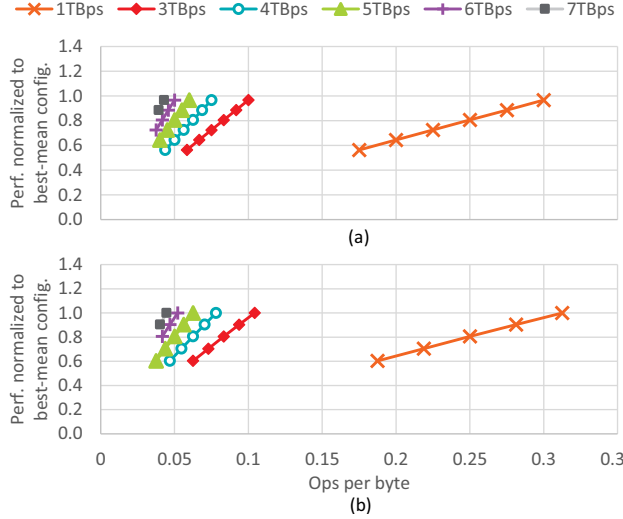 1TBps 3TBps 4TBps 5TBps 6TBps 7TBps
Perf. normalized to
best-mean config.
1.4
1.2
1.0
0.8
0.6
0.4
0.2
0.0
(a)
Perf. normalized to
best-mean config.
1.4
1.2
1.0
0.8
0.6
0.4
0.2
0.0
0 0.05 0.1 0.15 0.2 0.25 0.3 0.3
Ops per byte
(b)